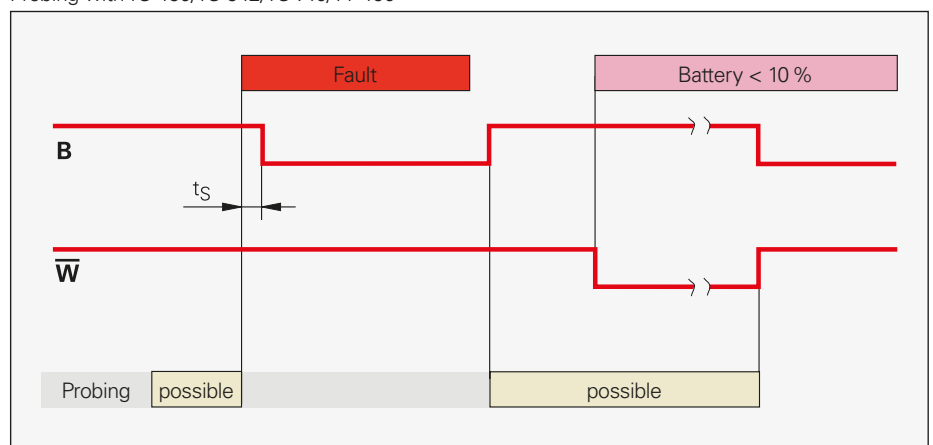 Fault
Battery < 10 %
B
tS
W
Probing
possible
possible